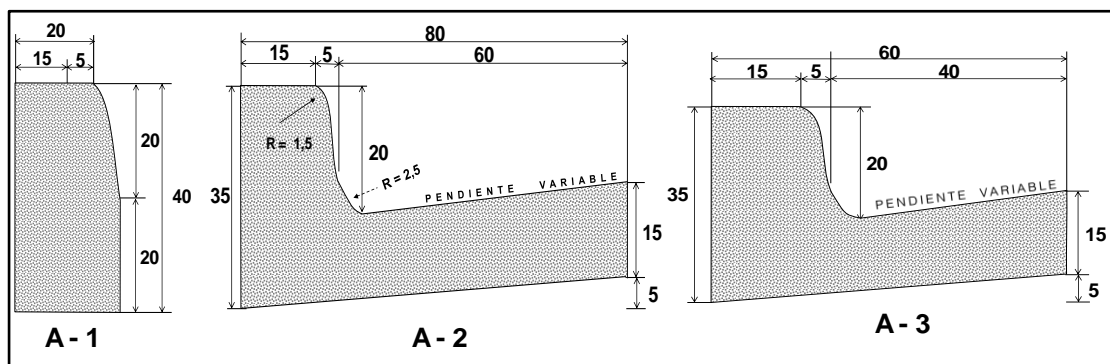 20
15 5
20
40
20
A - 1
80
15 5 60
35
R = 1,5
20
R = 2,5
PENDIENTE VARIABLE
15
5
A - 2
60
15 5 40
35
20
PENDIENTE VARIABLE
15
5
A - 3